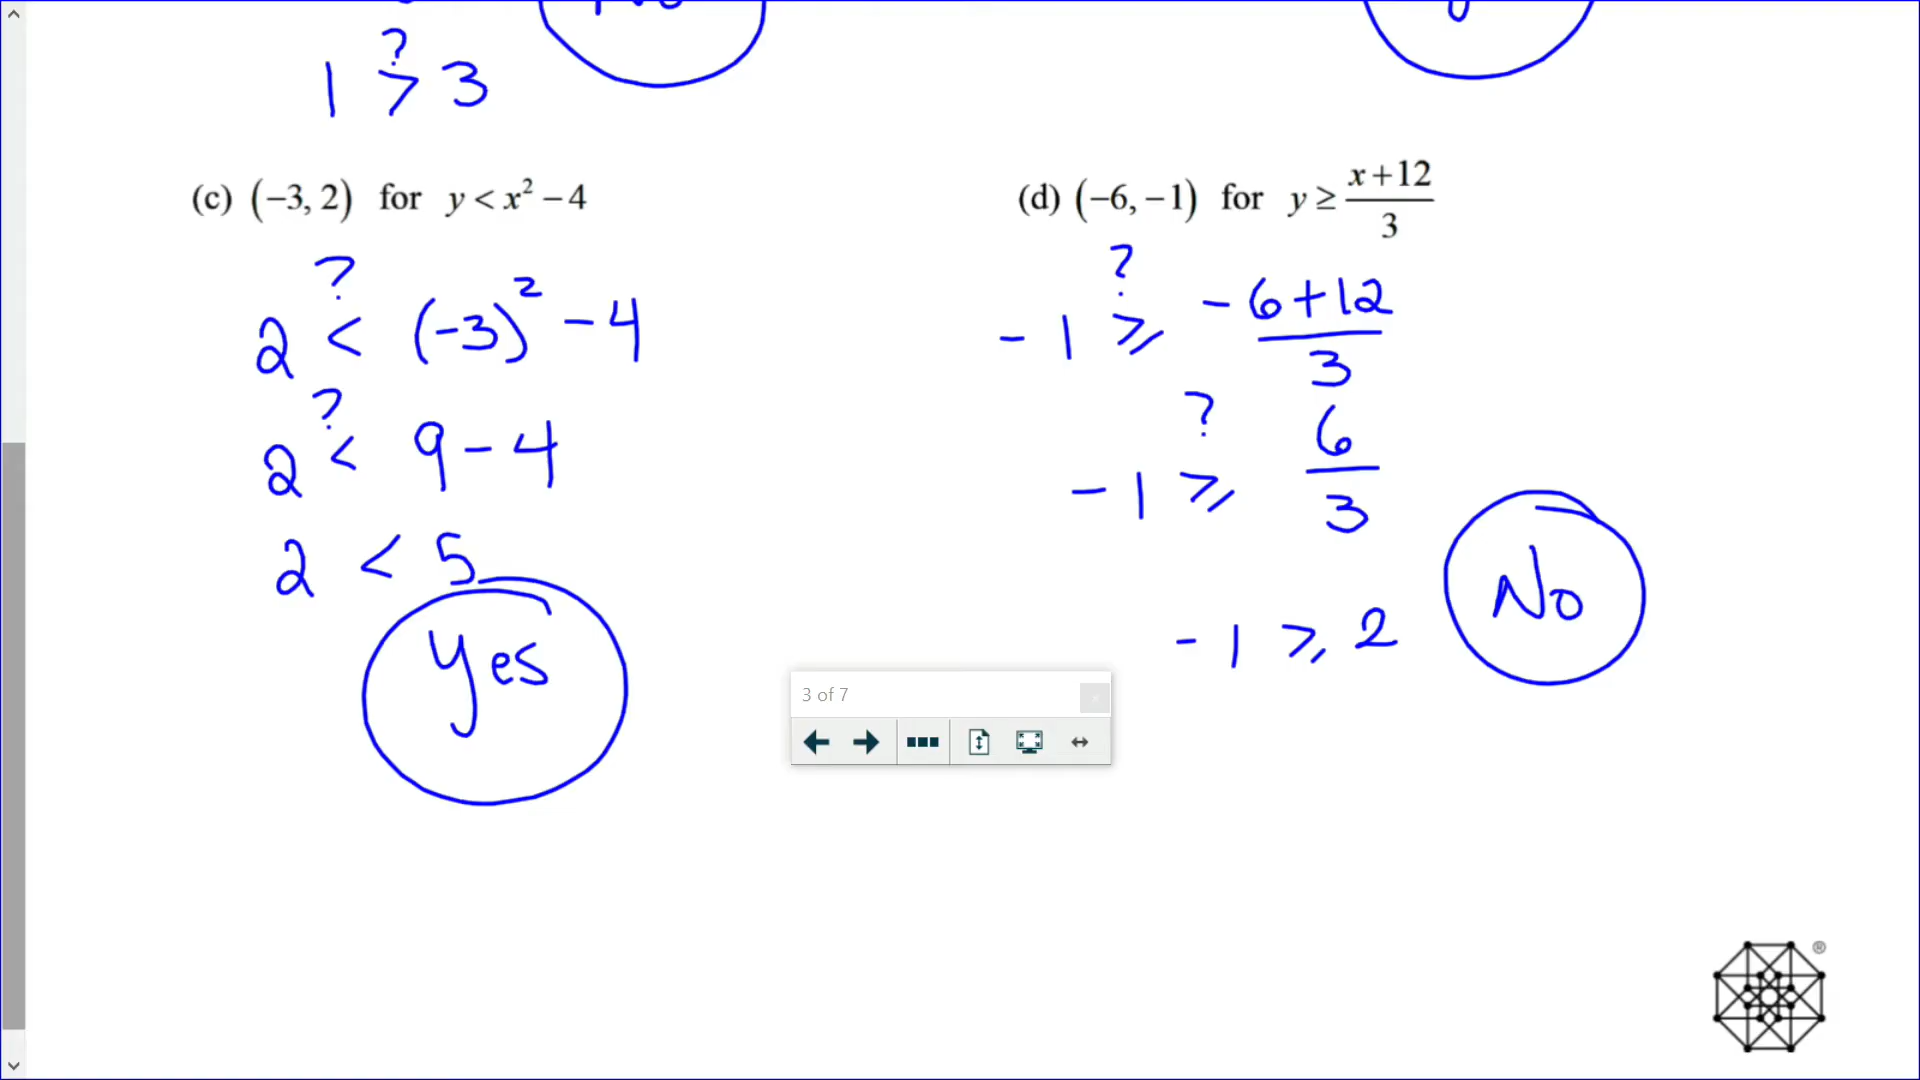 No
?
1 > 3
(c) (−3, 2) for y < x² − 4
?
2 < (-3)² - 4
?
2 < 9 - 4
2 < 5
Yes
(d) (−6, −1) for y ≥ x+12
3
?
-1 ≥ -6+12
3
?
-1 ≥ 6
3
-1 ≥ 2
No
3 of 7
®